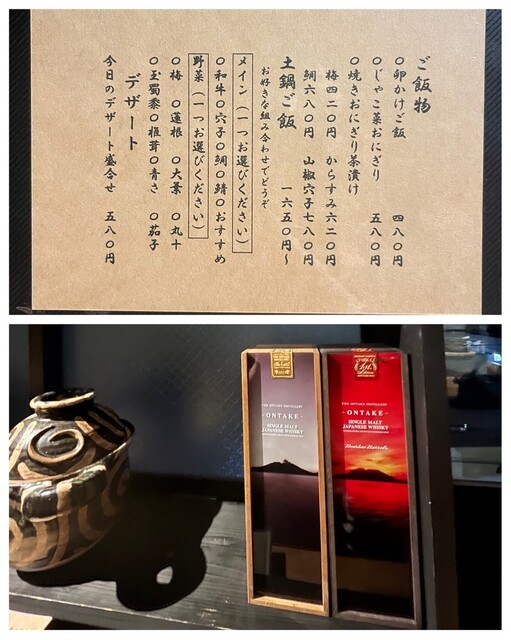 ご飯物
○卵かけご飯 四八〇円
○じゃこ菜おにぎり 五八〇円
○焼きおにぎり茶漬け
梅四二〇円 からすみ六二〇円
鯛六八〇円 山椒穴子七八〇円
土鍋ご飯 一六五〇円〜
お好きな組み合わせでどうぞ
メイン(一つお選びください)
○和牛○穴子○鯛○鯖○おすすめ
野菜(一つお選びください)
○梅 ○蓮根 ○大葉 ○丸十
○玉蜀黍○椎茸○青さ ○茄子
デザート
今日のデザート盛合せ 五八〇円
THE ONTAKE DISTILLERY
-ONTAKE-
SINGLE MALT
JAPANESE WHISKY
THE ONTAKE DISTILLERY
-ONTAKE-
SINGLE MALT
JAPANESE WHISKY
Bourbon Barrels